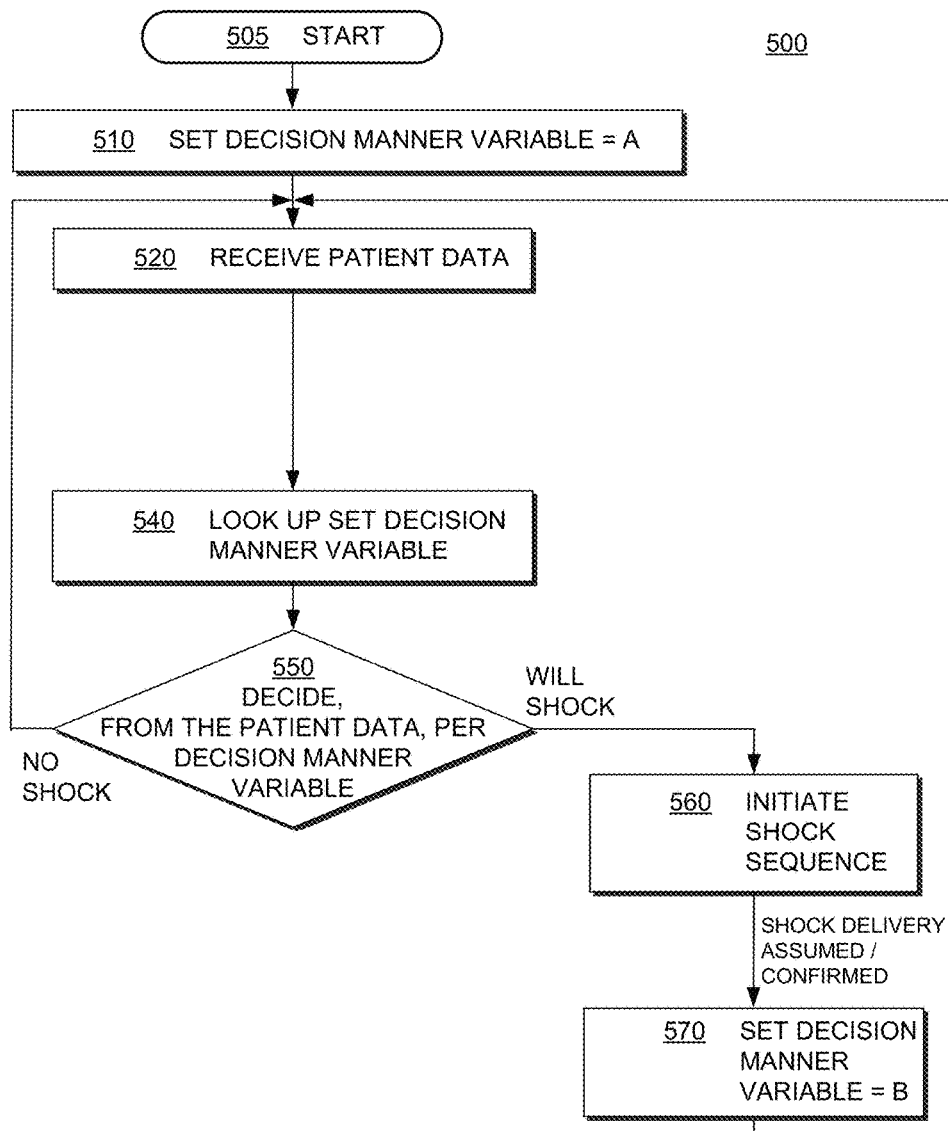 505 START
500
510 SET DECISION MANNER VARIABLE = A
520 RECEIVE PATIENT DATA
540 LOOK UP SET DECISION
MANNER VARIABLE
550
DECIDE,
FROM THE PATIENT DATA, PER
DECISION MANNER
VARIABLE
NO
SHOCK
WILL
SHOCK
560 INITIATE
SHOCK
SEQUENCE
SHOCK DELIVERY
ASSUMED /
CONFIRMED
570 SET DECISION
MANNER
VARIABLE = B